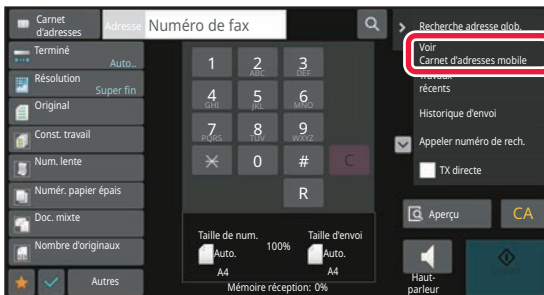 Carnet
d'adresses
Adresse
Numéro de fax
Recherche adresse glob.
Voir
Carnet d'adresses mobile
Travaux
récents
Historique d'envoi
Appeler numéro de rech.
TX directe
Aperçu
CA
Haut-
parleur
Départ
Terminé
Auto..
Résolution
Super fin
Original
Const. travail
Num. lente
Numér. papier
épais
Doc. mixte
Nombre d'originaux
Autres
1
2
ABC
3
DEF
4
GHI
5
JKL
6
MNO
7
PQRS
8
TUV
9
WXYZ
0
#
C
R
Taille de
num.
Auto.
A4
100%
Taille d'envoi
Auto.
A4
Mémoire réception: 0%